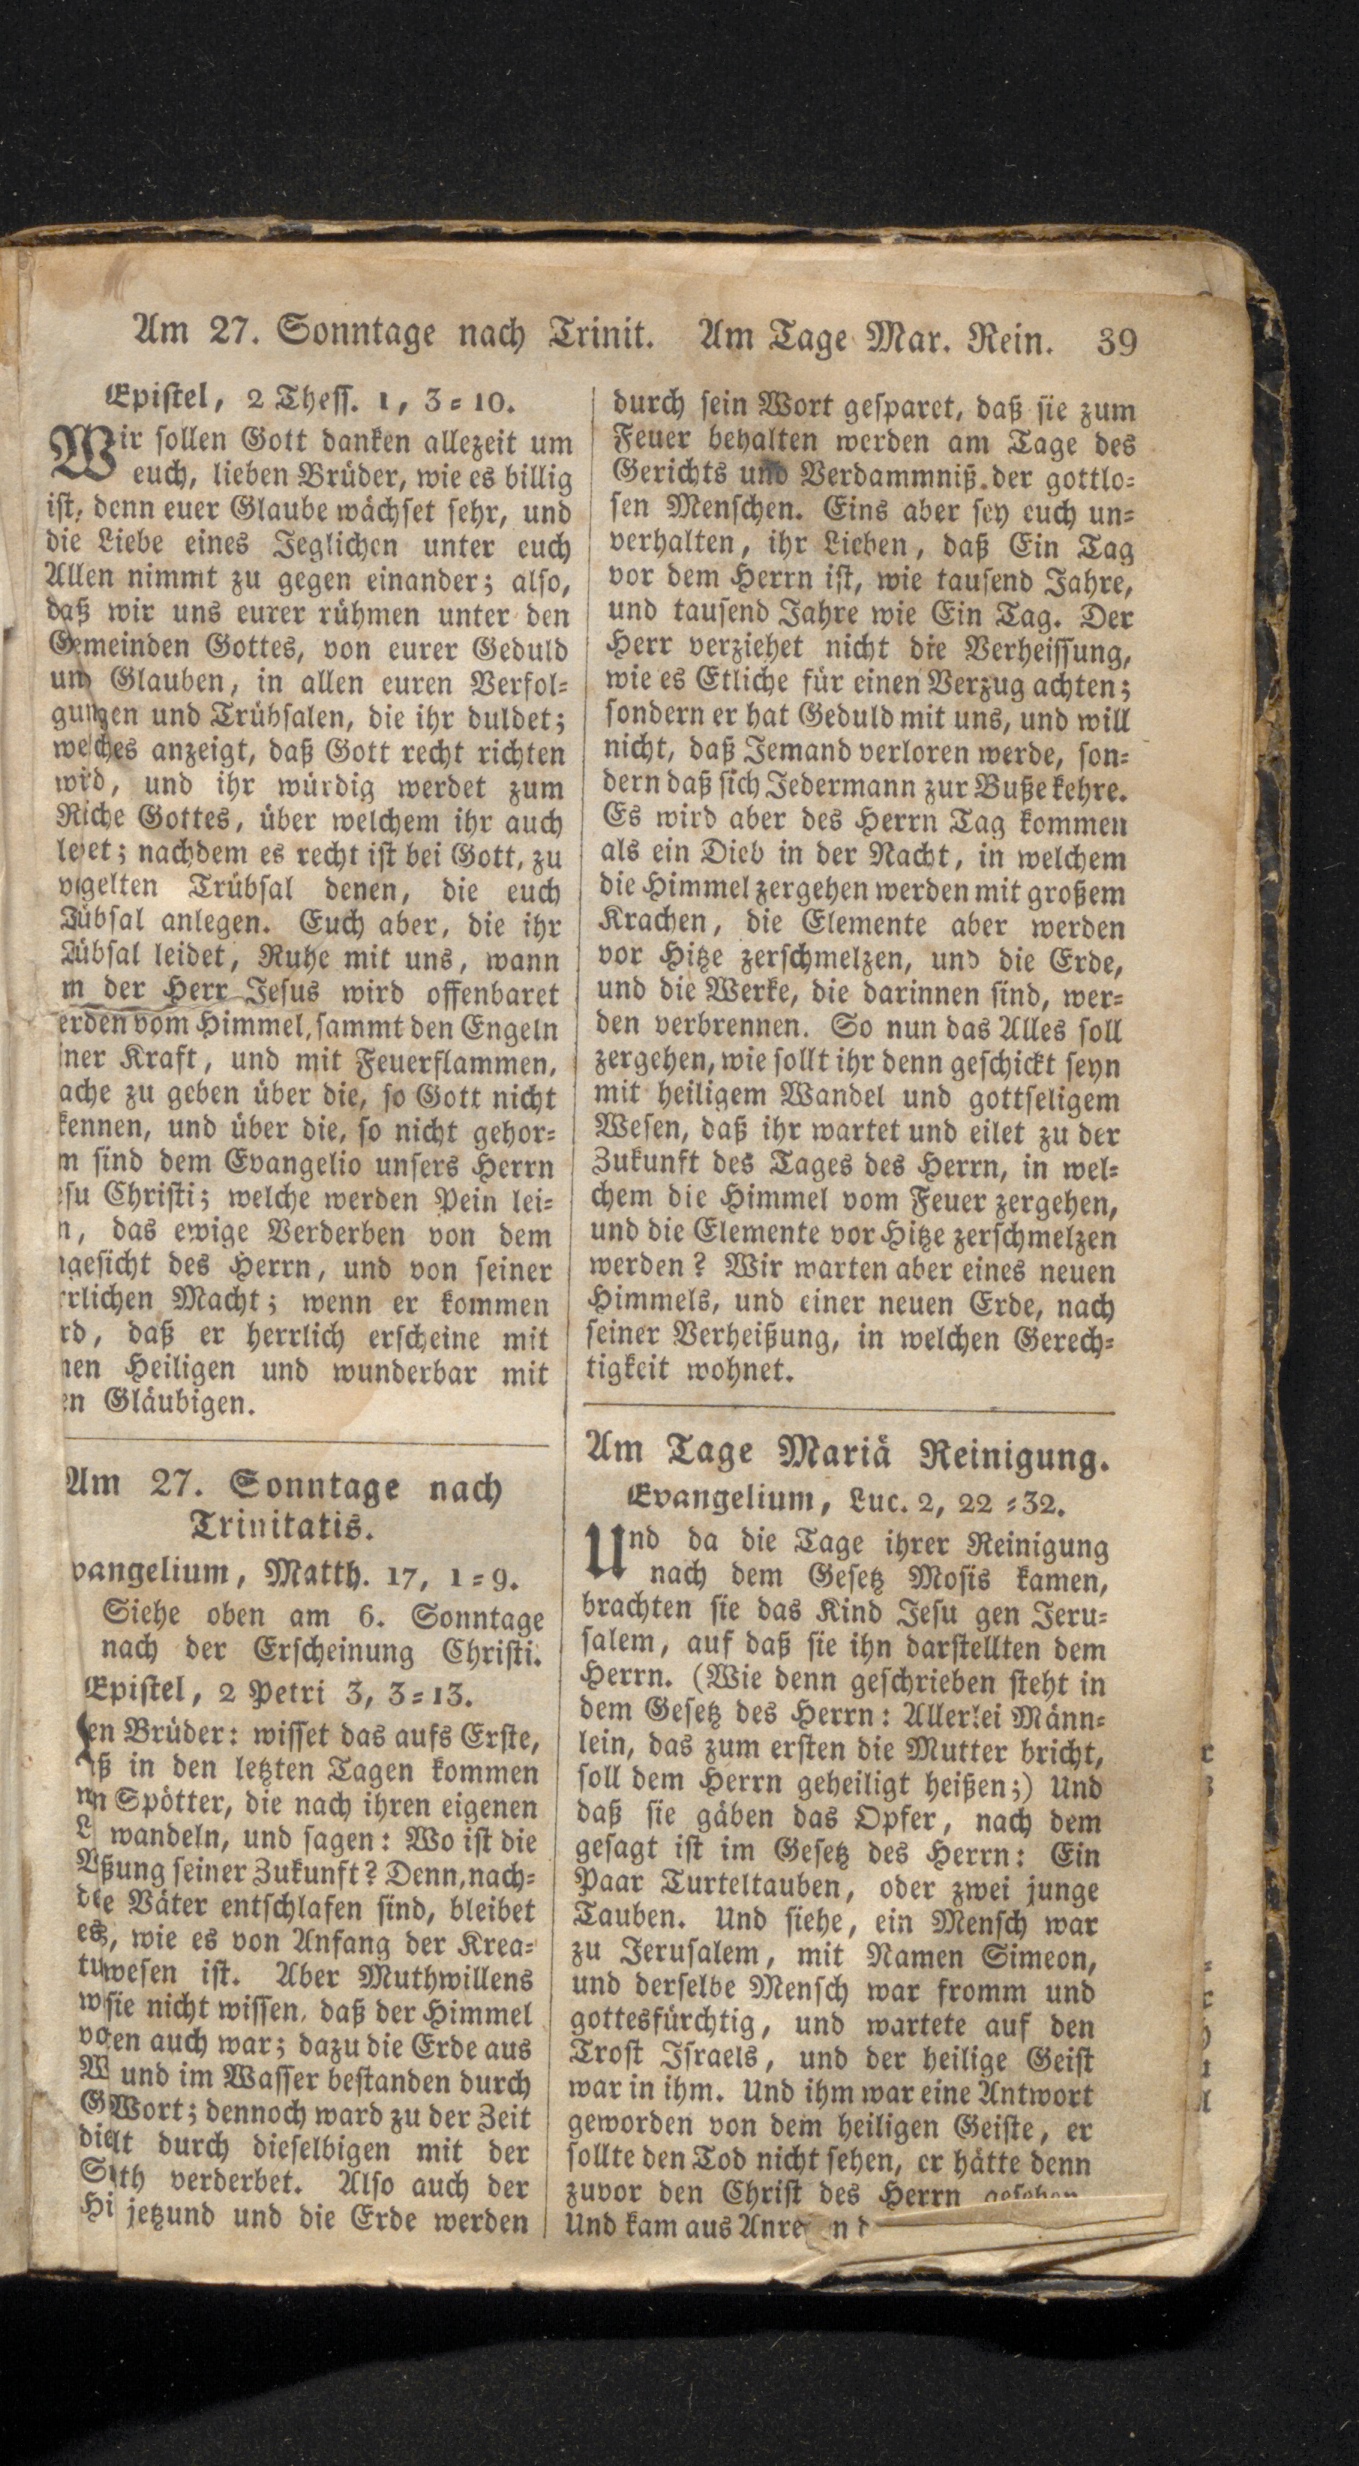 Am 27. Sonntage nach Trinit. Am Tage Mar. Rein. 39
Epistel, 2 Thess. 1, 3=10.
Wir sollen Gott danken allezeit um
euch, lieben Brüder, wie es billig
ist, denn euer Glaube wächset sehr, und
die Liebe eines Jeglichen unter euch
Allen nimmt zu gegen einander; also,
daß wir uns eurer rühmen unter den
Gemeinden Gottes, von eurer Geduld
und Glauben, in allen euren Verfol=
gungen und Trübsalen, die ihr duldet;
welches anzeigt, daß Gott recht richten
wird, und ihr würdig werdet zum
Reiche Gottes, über welchem ihr auch
leidet; nachdem es recht ist bei Gott, zu
vergelten Trübsal denen, die euch
Trübsal anlegen. Euch aber, die ihr
Trübsal leidet, Ruhe mit uns, wann
n der Herr Jesus wird offenbaret
erden vom Himmel, sammt den Engeln
iner Kraft, und mit Feuerflammen,
ache zu geben über die, so Gott nicht
kennen, und über die, so nicht gehor=
m sind dem Evangelio unsers Herrn
esu Christi; welche werden Pein lei=
n, das ewige Verderben von dem
ngesicht des Herrn, und von seiner
rrlichen Macht; wenn er kommen
rd, daß er herrlich erscheine mit
nen Heiligen und wunderbar mit
en Gläubigen.
Am 27. Sonntage nach
Trinitatis.
vangelium, Matth. 17, 1=9.
Siehe oben am 6. Sonntage
nach der Erscheinung Christi.
Epistel, 2 Petri 3, 3=13.
en Brüder: wisset das aufs Erste,
ß in den letzten Tagen kommen
n Spötter, die nach ihren eigenen
L wandeln, und sagen: Wo ist die
ßung seiner Zukunft? Denn, nach=
die Väter entschlafen sind, bleibet
es, wie es von Anfang der Krea=
tuwesen ist. Aber Muthwillens
w sie nicht wissen, daß der Himmel
vo en auch war; dazu die Erde aus
W und im Wasser bestanden durch
G Wort; dennoch ward zu der Zeit
die lt durch dieselbigen mit der
S th verderbet. Also auch der
Hi jetzund und die Erde werden
durch sein Wort gesparet, daß sie zum
Feuer behalten werden am Tage des
Gerichts und Verdammniß der gottlo=
sen Menschen. Eins aber sey euch un=
verhalten, ihr Lieben, daß Ein Tag
vor dem Herrn ist, wie tausend Jahre,
und tausend Jahre wie Ein Tag. Der
Herr verziehet nicht die Verheissung,
wie es Etliche für einen Verzug achten;
sondern er hat Geduld mit uns, und will
nicht, daß Jemand verloren werde, son=
dern daß sich Jedermann zur Buße kehre.
Es wird aber des Herrn Tag kommen
als ein Dieb in der Nacht, in welchem
die Himmel zergehen werden mit großem
Krachen, die Elemente aber werden
vor Hitze zerschmelzen, und die Erde,
und die Werke, die darinnen sind, wer=
den verbrennen. So nun das Alles soll
zergehen, wie sollt ihr denn geschickt seyn
mit heiligem Wandel und gottseligem
Wesen, daß ihr wartet und eilet zu der
Zukunft des Tages des Herrn, in wel=
chem die Himmel vom Feuer zergehen,
und die Elemente vor Hitze zerschmelzen
werden? Wir warten aber eines neuen
Himmels, und einer neuen Erde, nach
seiner Verheißung, in welchen Gerech=
tigkeit wohnet.
Am Tage Mariä Reinigung.
Evangelium, Luc. 2, 22=32.
Und da die Tage ihrer Reinigung
nach dem Gesetz Mosis kamen,
brachten sie das Kind Jesu gen Jeru=
salem, auf daß sie ihn darstellten dem
Herrn. (Wie denn geschrieben steht in
dem Gesetz des Herrn: Allerlei Männ=
lein, das zum ersten die Mutter bricht,
soll dem Herrn geheiligt heißen;) Und
daß sie gäben das Opfer, nach dem
gesagt ist im Gesetz des Herrn: Ein
Paar Turteltauben, oder zwei junge
Tauben. Und siehe, ein Mensch war
zu Jerusalem, mit Namen Simeon,
und derselbe Mensch war fromm und
gottesfürchtig, und wartete auf den
Trost Israels, und der heilige Geist
war in ihm. Und ihm war eine Antwort
geworden von dem heiligen Geiste, er
sollte den Tod nicht sehen, er hätte denn
zuvor den Christ des Herrn gesehen
Und kam aus Anre n d